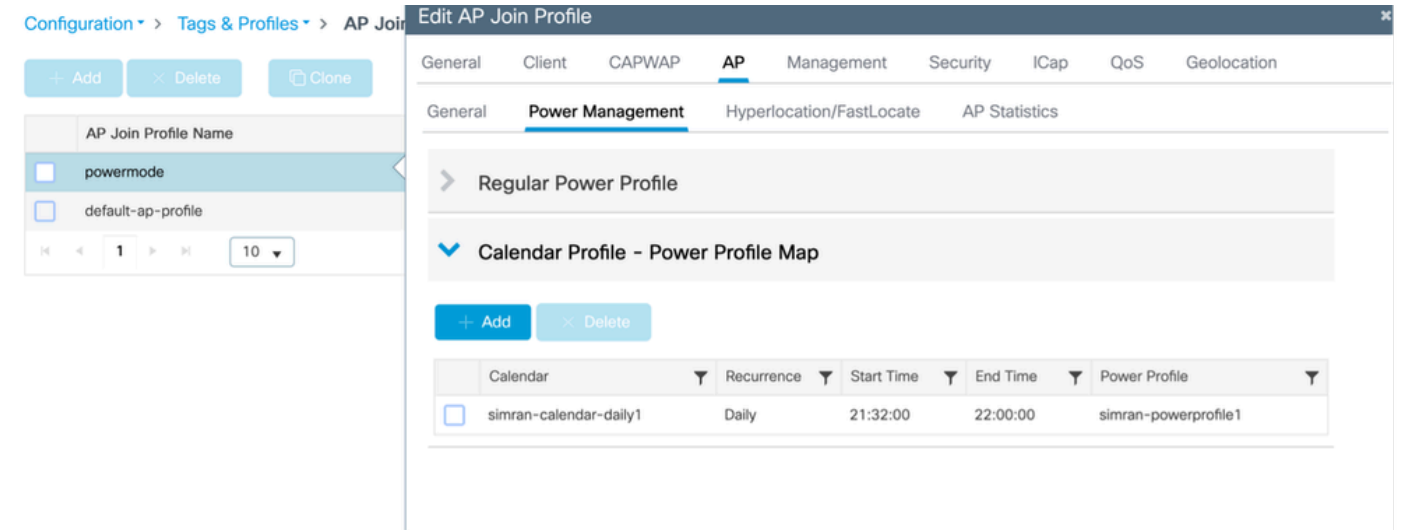 Configuration > Tags & Profiles > AP Joi
+ Add × Delete Clone
AP Join Profile Name
powermode
default-ap-profile
1 10
Edit AP Join Profile ×
General Client CAPWAP AP Management Security ICap QoS Geolocation
General Power Management Hyperlocation/FastLocate AP Statistics
Regular Power Profile
Calendar Profile - Power Profile Map
+ Add × Delete
Calendar Recurrence Start Time End Time Power Profile
simran-calendar-daily1 Daily 21:32:00 22:00:00 simran-powerprofile1